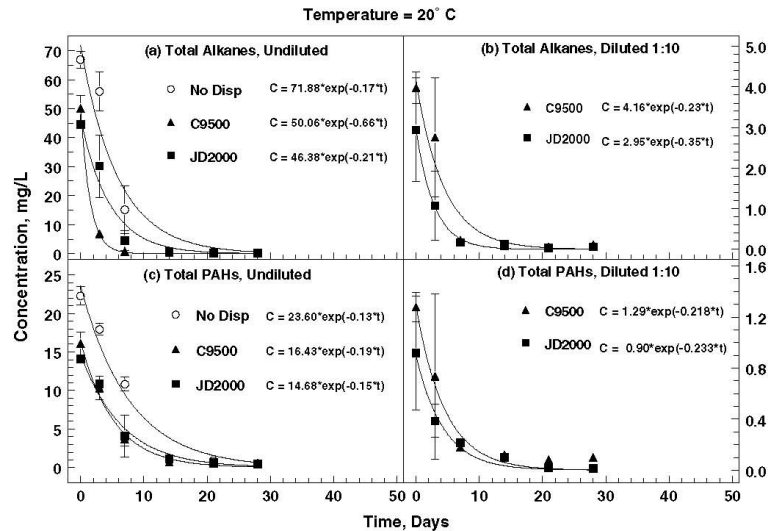 Temperature = 20° C
(a) Total Alkanes, Undiluted
No Disp C = 71.88*exp(-0.17*t)
C9500 C = 50.06*exp(-0.66*t)
JD2000 C = 46.38*exp(-0.21*t)
70
60
50
40
30
20
10
0
(b) Total Alkanes, Diluted 1:10
C9500 C = 4.16*exp(-0.23*t)
JD2000 C = 2.95*exp(-0.35*t)
5.0
4.0
3.0
2.0
1.0
0.0
Concentration, mg/L
(c) Total PAHs, Undiluted
No Disp C = 23.60*exp(-0.13*t)
C9500 C = 16.43*exp(-0.19*t)
JD2000 C = 14.68*exp(-0.15*t)
25
20
15
10
5
0
0 10 20 30 40 50
(d) Total PAHs, Diluted 1:10
C9500 C = 1.29*exp(-0.218*t)
JD2000 C = 0.90*exp(-0.233*t)
1.6
1.2
0.8
0.4
0.0
0 10 20 30 40 50
Time, Days